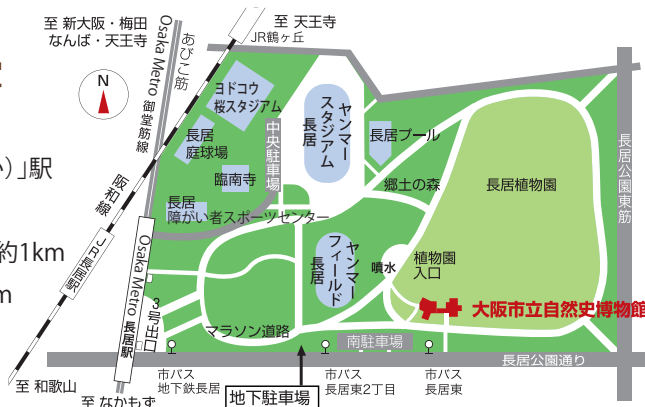 至 新大阪・梅田
なんば・天王寺
Osaka Metro 御堂筋線
あびこ筋
至 天王寺
JR鶴ヶ丘
N
ヨドコウ
桜スタジアム
ヤンマー
スタジアム
長居
長居
庭球場
中央駐車場
長居プール
臨南寺
長居
障がい者スポーツセンター
郷土の森
長居植物園
長居公園東筋
)」駅
阪和線
約1km
m
JR長居駅
Osaka Metro 長居駅
3号出口
ヤンマー
フィールド
長居
噴水
植物園
入口
大阪市立自然史博物館
マラソン道路
南駐車場
長居公園通り
市バス
地下鉄長居
市バス
長居東2丁目
市バス
長居東
至 和歌山
至 なかもず
地下駐車場